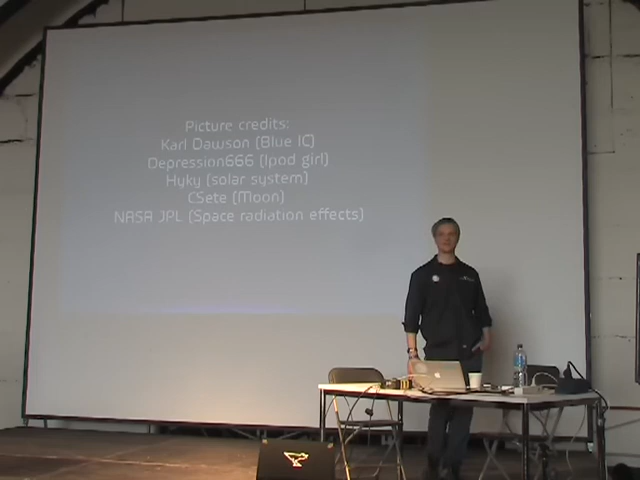 Picture credits:
Karl Dawson (Blue IC)
Depression666 (Ipod girl)
Hyky (solar system)
CSete (Moon)
NASA JPL (Space radiation effects)